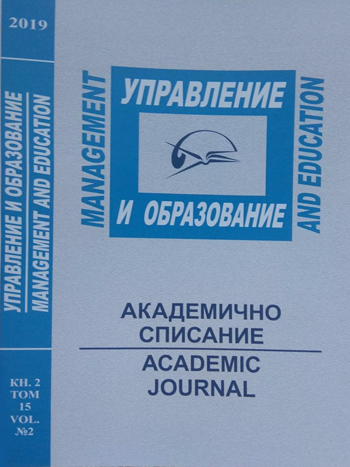 2019
УПРАВЛЕНИЕ И ОБРАЗОВАНИЕ
MANAGEMENT AND EDUCATION
КН. 2
ТОМ
15
VOL.
№2
MANAGEMENT
УПРАВЛЕНИЕ
И ОБРАЗОВАНИЕ
AND EDUCATION
АКАДЕМИЧНО
СПИСАНИЕ
ACADEMIC
JOURNAL